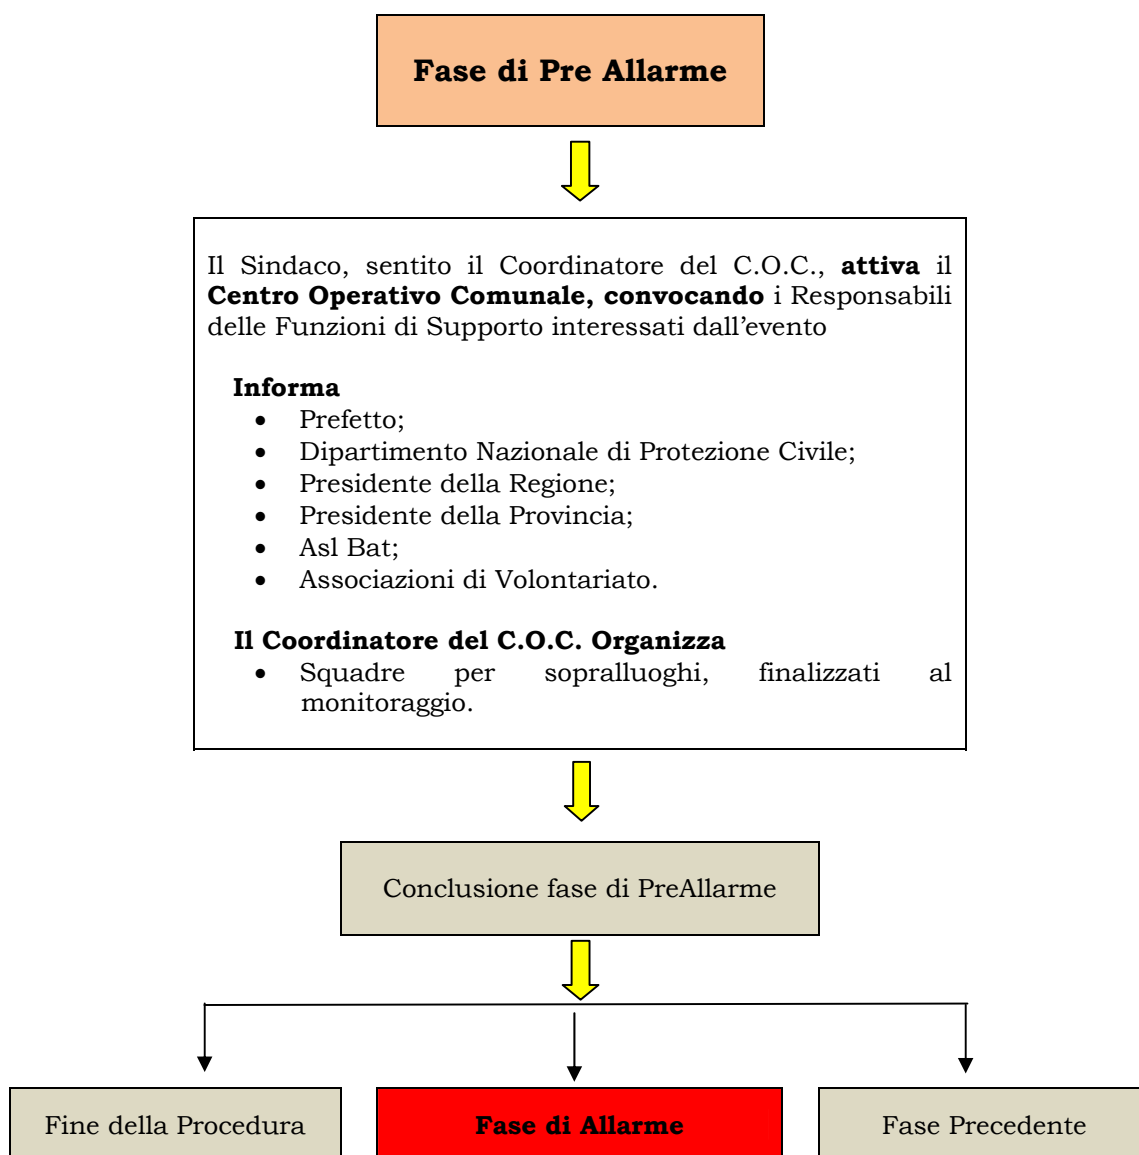 Fase di Pre Allarme
Il Sindaco, sentito il Coordinatore del C.O.C., attiva il
Centro Operativo Comunale, convocando i Responsabili
delle Funzioni di Supporto interessati dall’evento
Informa
• Prefetto;
• Dipartimento Nazionale di Protezione Civile;
• Presidente della Regione;
• Presidente della Provincia;
• Asl Bat;
• Associazioni di Volontariato.
Il Coordinatore del C.O.C. Organizza
• Squadre per sopralluoghi, finalizzati al
monitoraggio.
Conclusione fase di PreAllarme
Fine della Procedura
Fase di Allarme
Fase Precedente